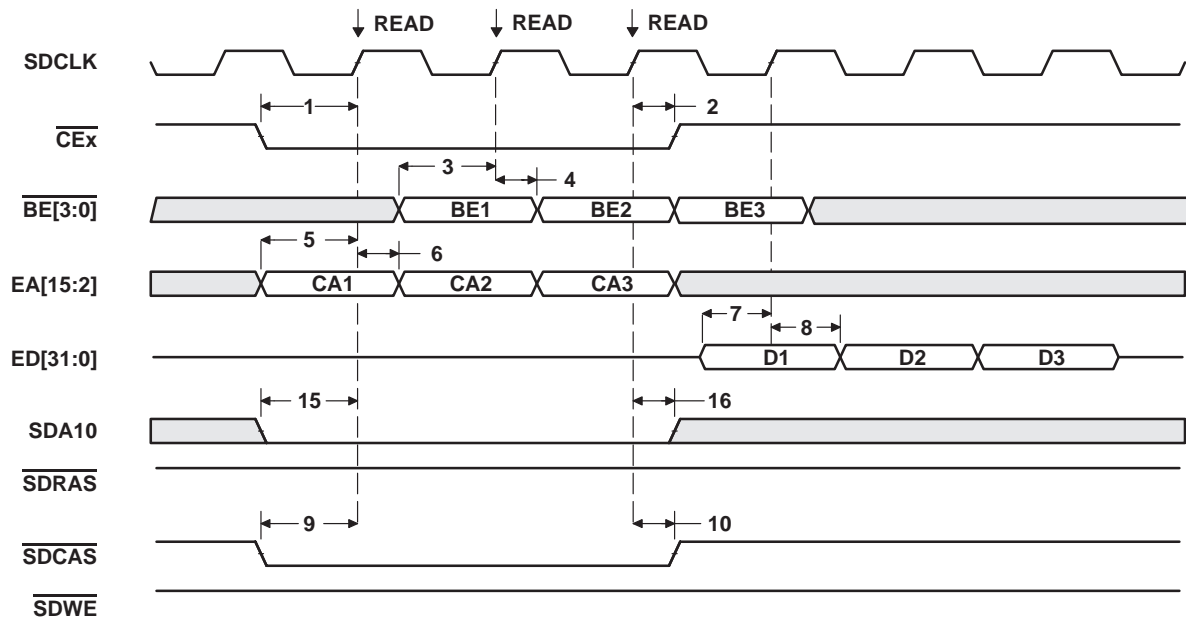 READ READ READ
SDCLK
1 2
CEx
3 4
BE[3:0] BE1 BE2 BE3
5 6
EA[15:2] CA1 CA2 CA3
7 8
ED[31:0] D1 D2 D3
15 16
SDA10
SDRAS
9 10
SDCAS
SDWE